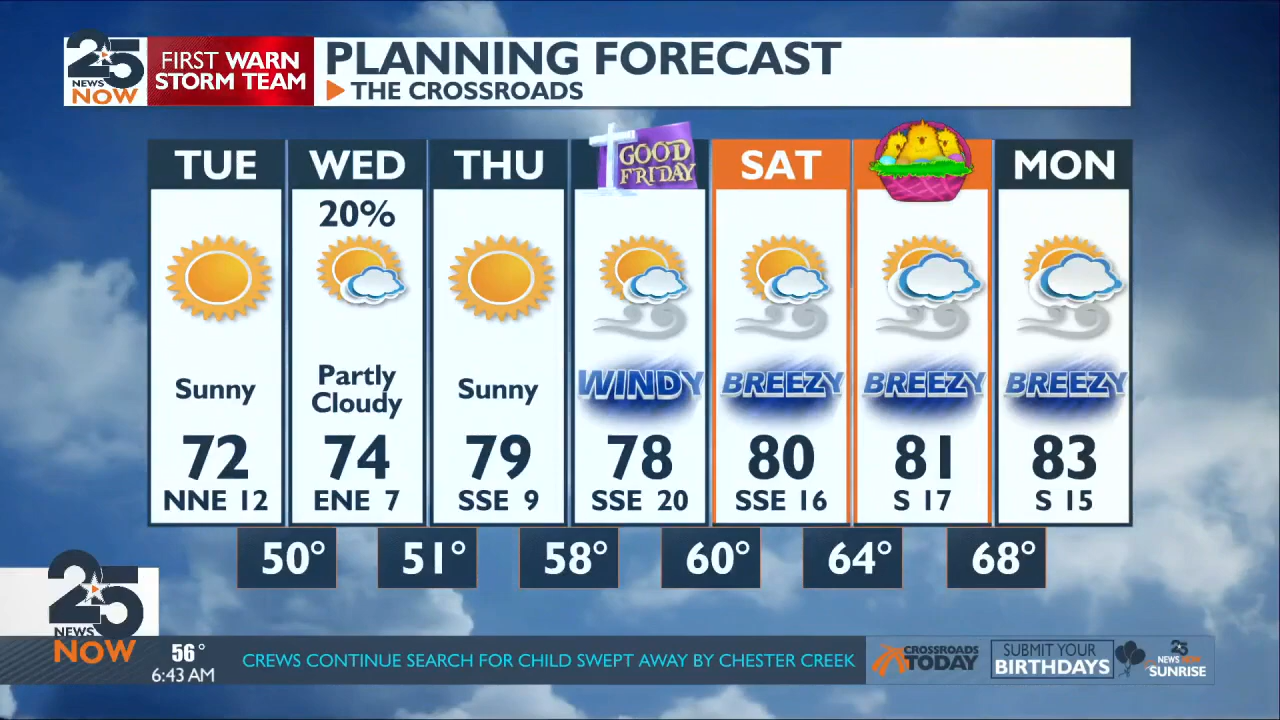 25
NEWS
NOW
FIRST WARN
STORM TEAM
PLANNING FORECAST
THE CROSSROADS
TUE
WED
THU
GOOD
FRIDAY
SAT
MON
20%
Sunny
Partly
Cloudy
Sunny
WINDY
BREEZY
BREEZY
BREEZY
72
74
79
78
80
81
83
NNE 12
ENE 7
SSE 9
SSE 20
SSE 16
S 17
S 15
50°
51°
58°
60°
64°
68°
25
NEWS
NOW
56°
6:43 AM
CREWS CONTINUE SEARCH FOR CHILD SWEPT AWAY BY CHESTER CREEK
CROSSROADS
TODAY
SUBMIT YOUR
BIRTHDAYS
25
NEWS NOW
SUNRISE